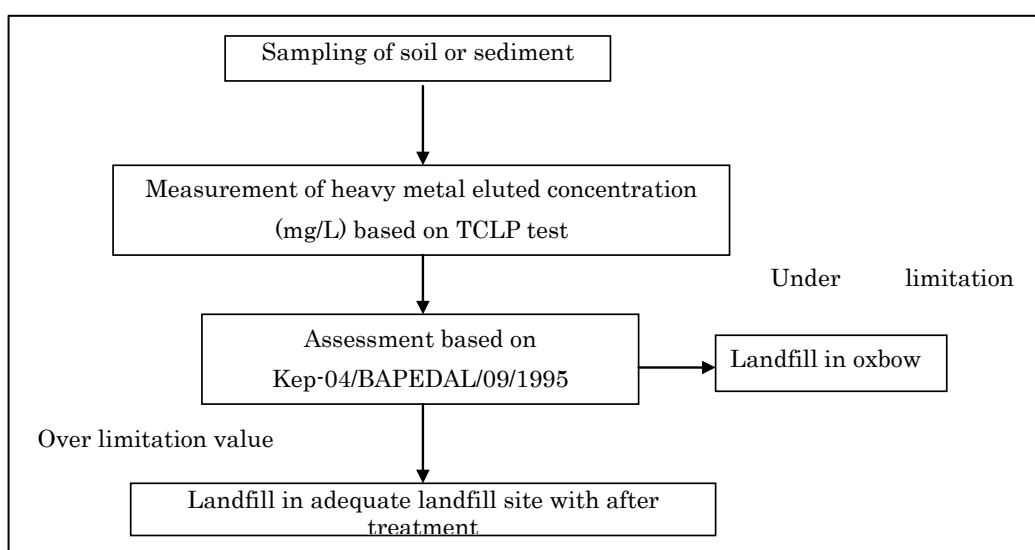 Sampling of soil or sediment
Measurement of heavy metal eluted concentration
(mg/L) based on TCLP test
Under limitation
Assessment based on
Kep-04/BAPEDAL/09/1995
Landfill in oxbow
Over limitation value
Landfill in adequate landfill site with after
treatment